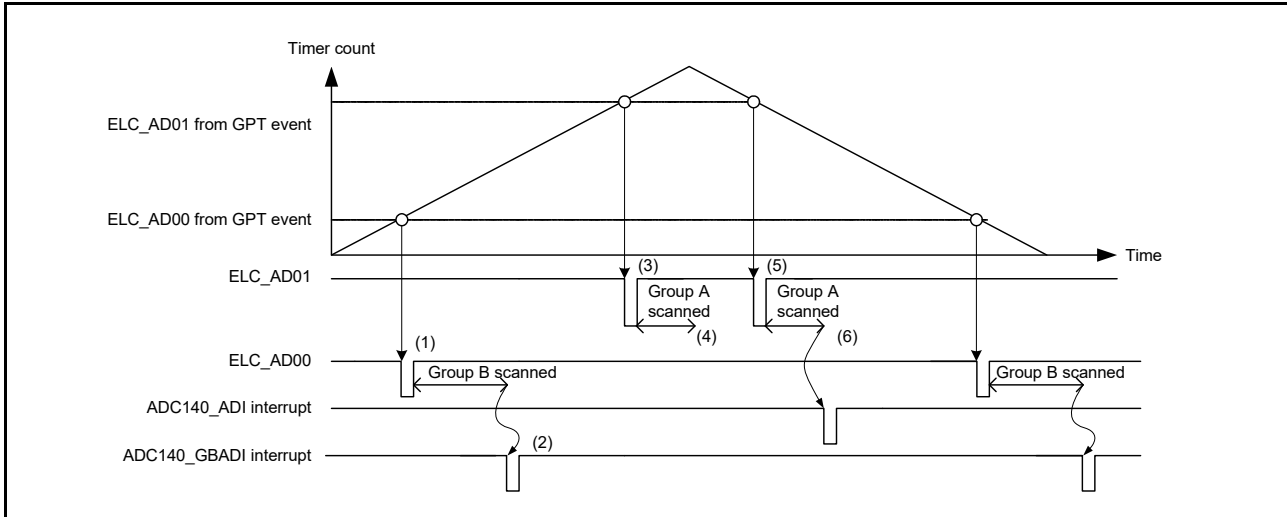 Timer count
ELC_AD01 from GPT event
ELC_AD00 from GPT event
Time
ELC_AD01
(3)
(5)
Group A
scanned
Group A
scanned
(4)
(6)
(1)
ELC_AD00
Group B scanned
Group B scanned
ADC140_ADI interrupt
(2)
ADC140_GBADI interrupt